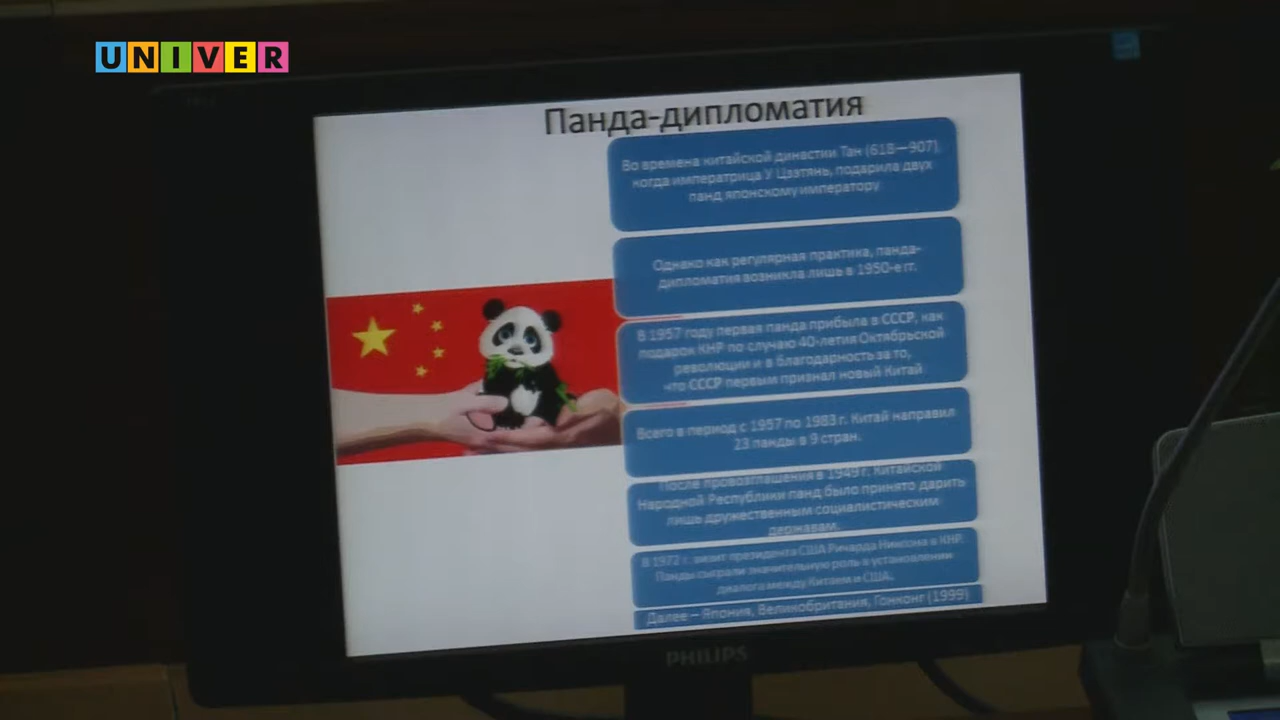 UNIVER
Панда-дипломатия
Во времена китайской династии Тан (618—907),
когда императрица У Цзэтянь, подарила двух
панд японскому императору
Однако как регулярная практика, панда-
дипломатия возникла лишь в 1950-е гг.
В 1957 году первая панда прибыла в СССР, как
подарок КНР по случаю 40-летия Октябрьской
революции и в благодарность за то,
что СССР первым признал новый Китай
Всего в период с 1957 по 1983 г. Китай направил
23 панды в 9 стран.
После провозглашения в 1949 г. Китайской
Народной Республики панд было принято дарить
лишь дружественным социалистическим
державам.
В 1972 г. визит президента США Ричарда Никсона в КНР.
Панды сыграли значительную роль в установлении
диалога между Китаем и США.
Далее – Япония, Великобритания, Гонконг (1999)
PHILIPS